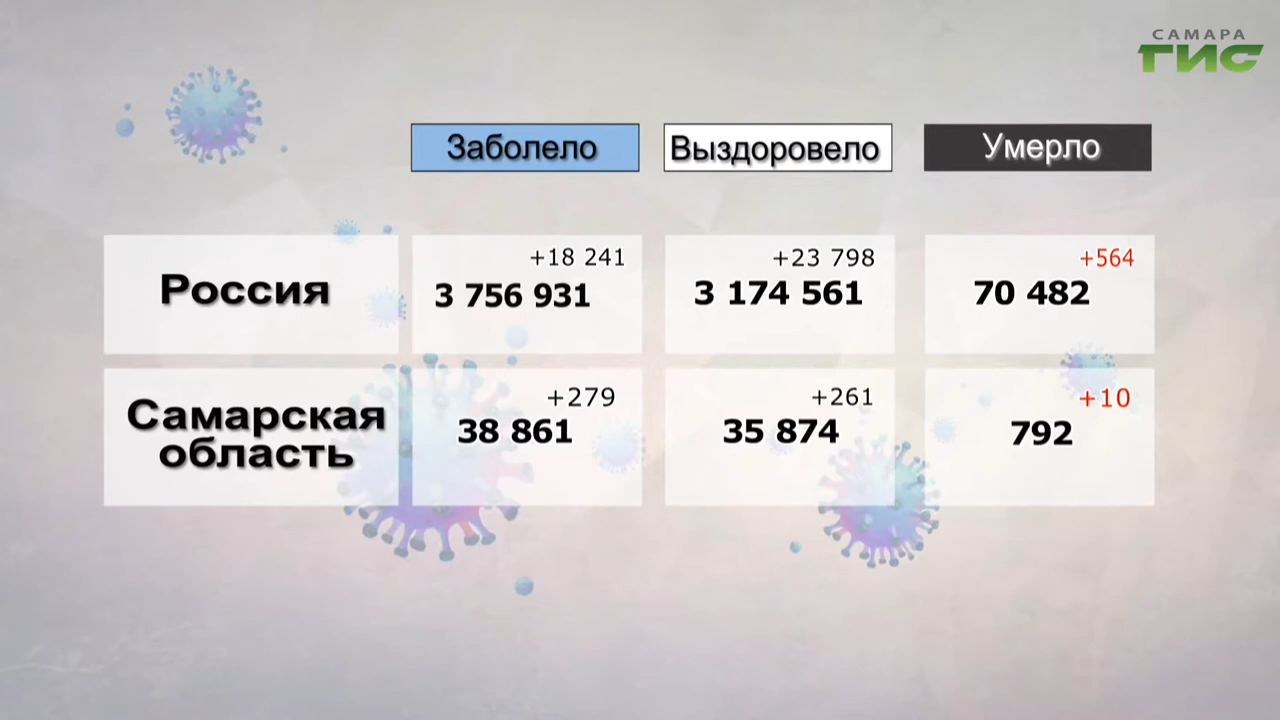 САМАРА
ГИС
Заболело Выздоровело Умерло
+18 241 +23 798 +564
Россия 3 756 931 3 174 561 70 482
+279 +261 +10
Самарская 38 861 35 874 792
область